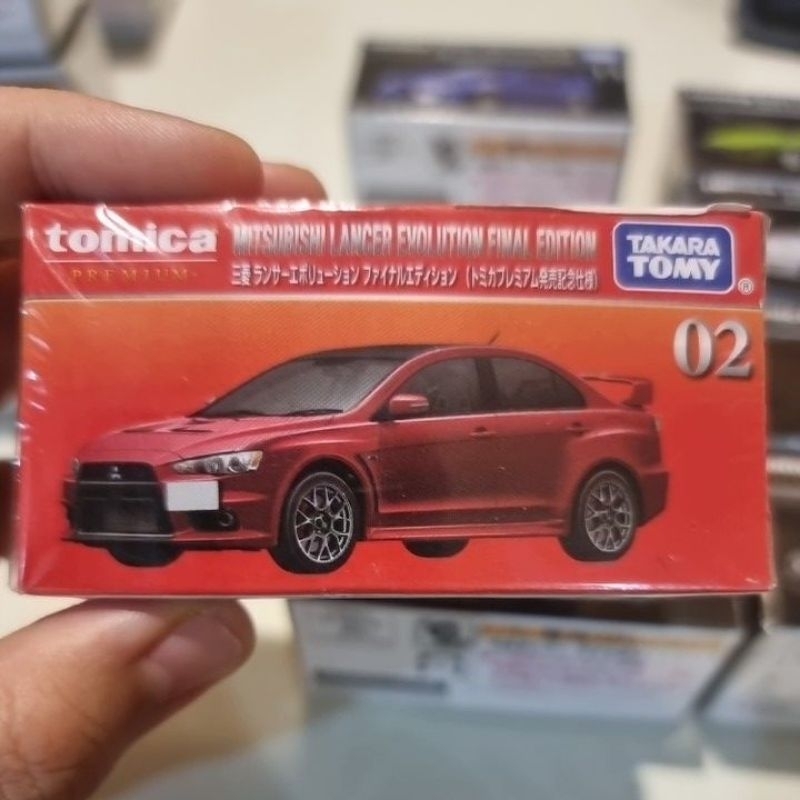 tomica
PREMIUM
MITSUBISHI LANCER EVOLUTION FINAL EDITION
三菱 ランサーエボリューション ファイナルエディション (トミカプレミアム発売記念仕様)
TAKARA
TOMY
®
02